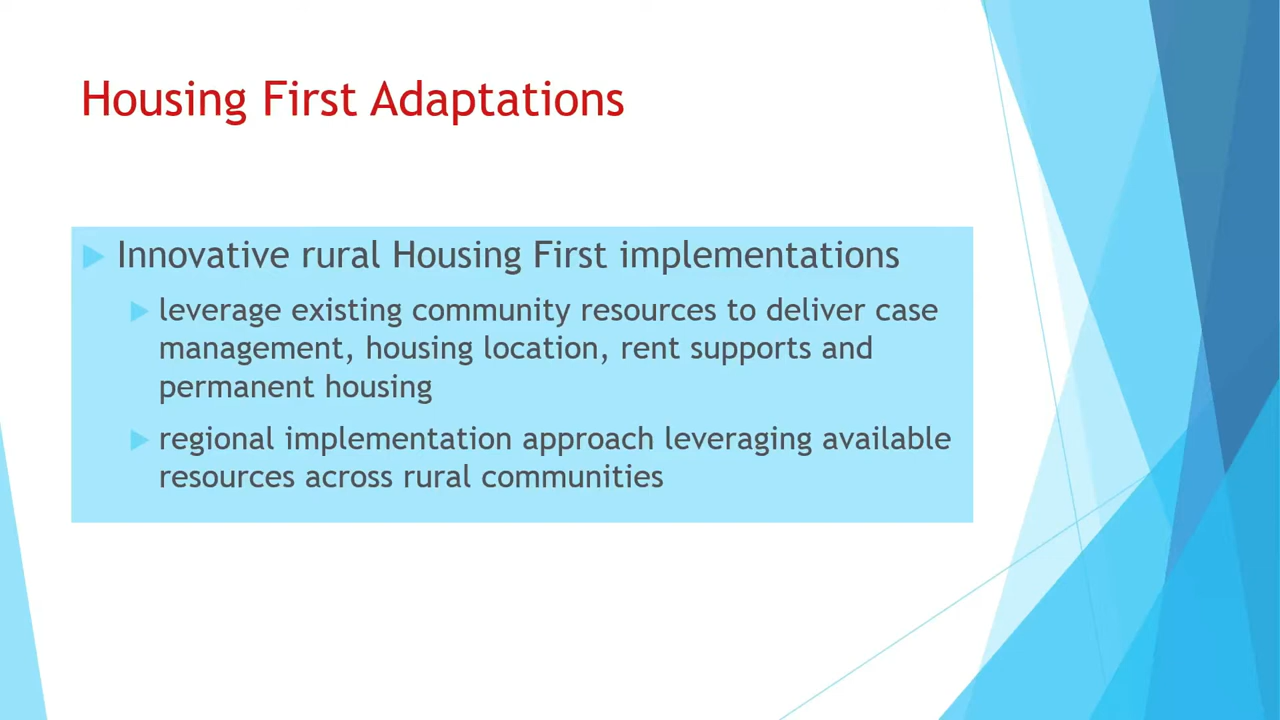 Housing First Adaptations
Innovative rural Housing First implementations
leverage existing community resources to deliver case
management, housing location, rent supports and
permanent housing
regional implementation approach leveraging available
resources across rural communities